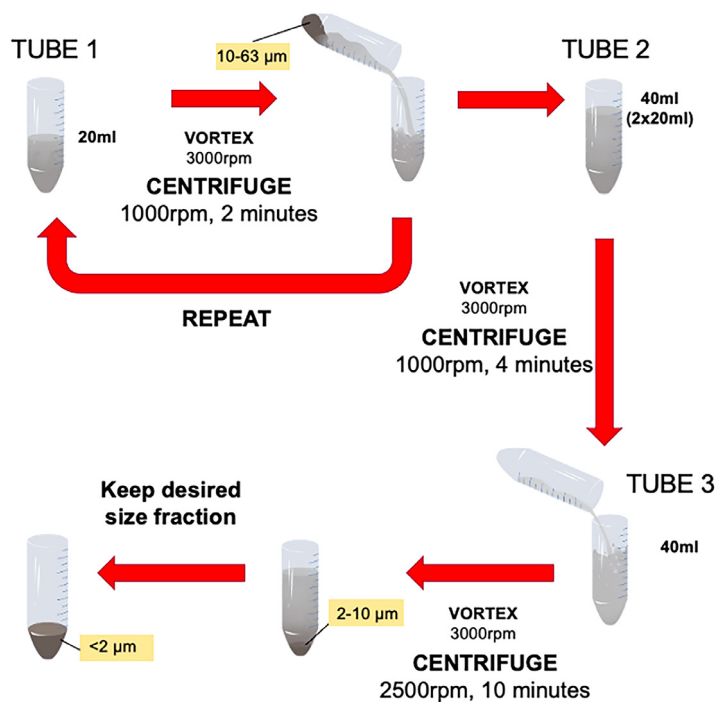 TUBE 1
10-63 µm
TUBE 2
20ml
VORTEX
3000rpm
CENTRIFUGE
1000rpm, 2 minutes
40ml
(2x20ml)
REPEAT
VORTEX
3000rpm
CENTRIFUGE
1000rpm, 4 minutes
TUBE 3
40ml
VORTEX
3000rpm
CENTRIFUGE
2500rpm, 10 minutes
2-10 µm
Keep desired
size fraction
<2 µm